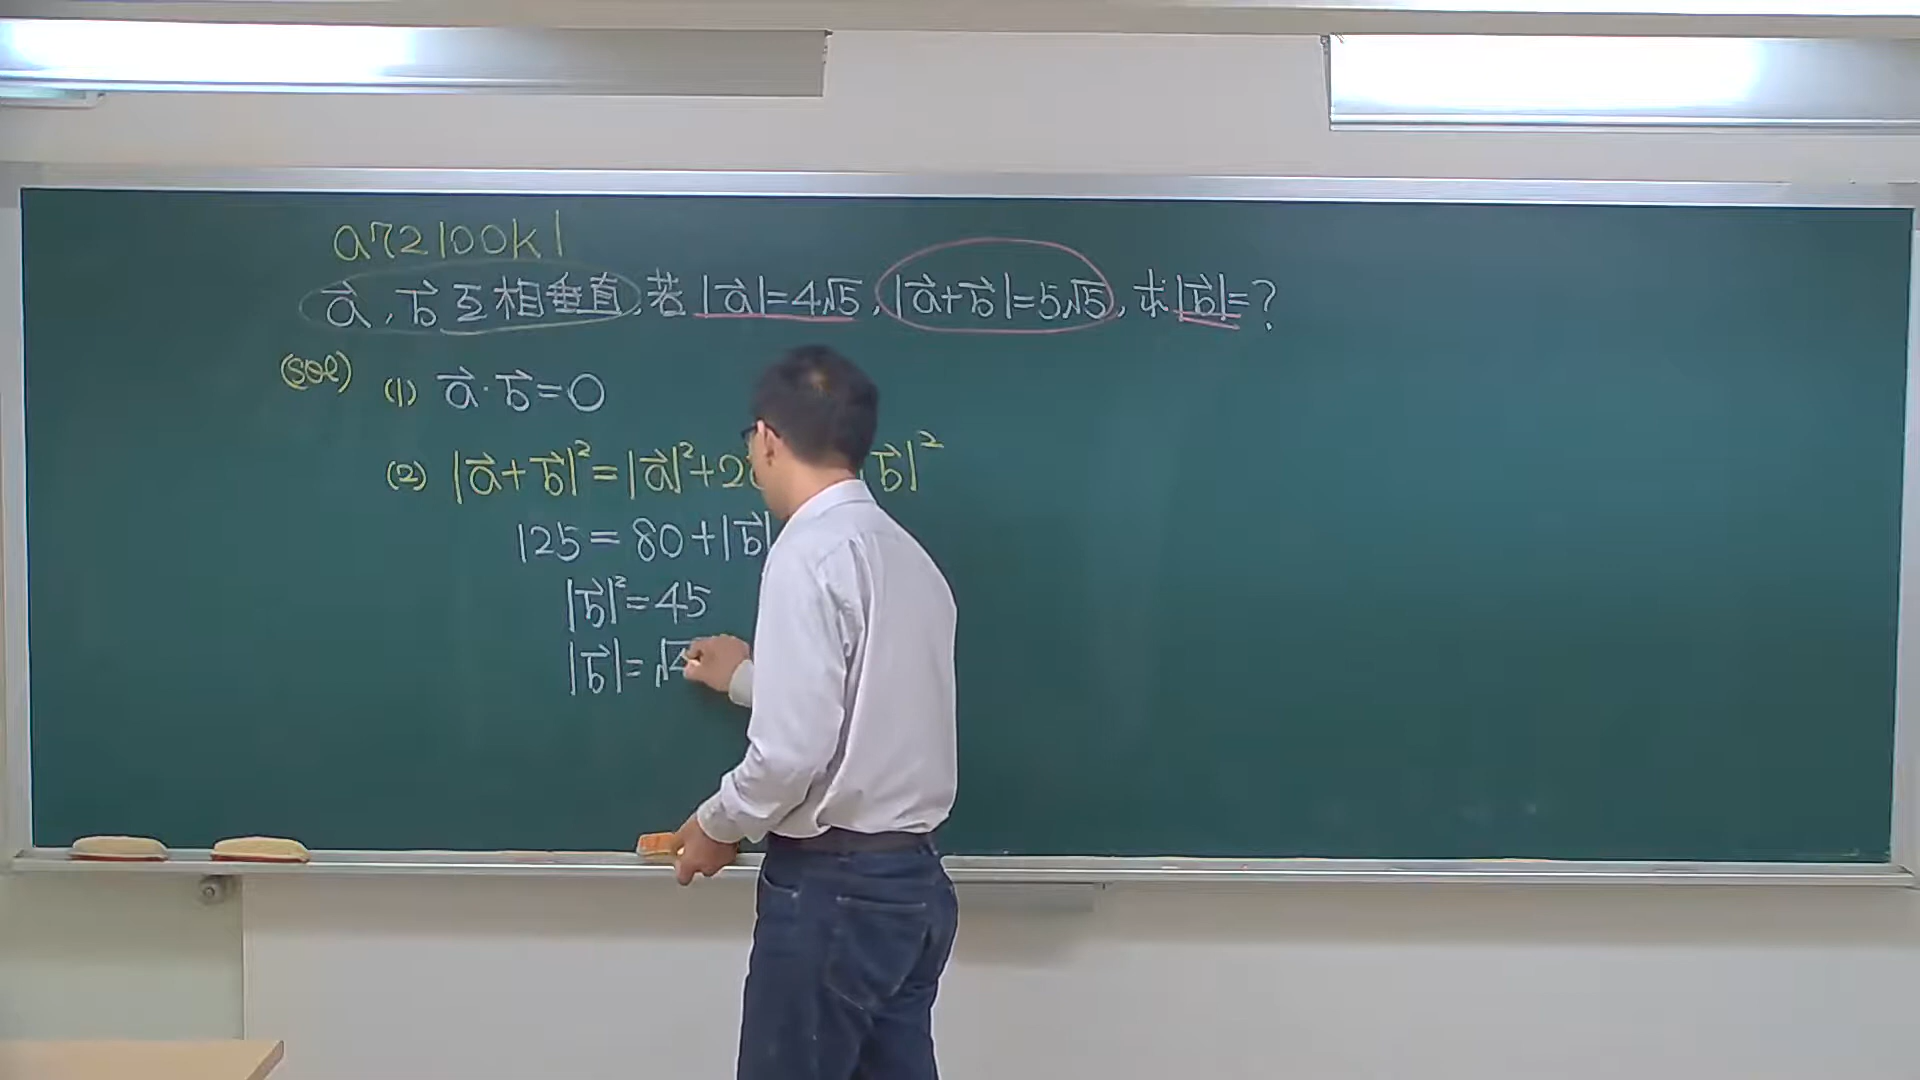 a72100k1
a⃗, b⃗ 互相垂直, 若 |a⃗|=4√5, |a⃗+b⃗|=5√5, 求|b⃗|=?
(sol) (1) a⃗·b⃗=0
(2) |a⃗+b⃗|²=|a⃗|²+2 b⃗|²
125=80+|b⃗|
|b⃗|²=45
|b⃗|=√4